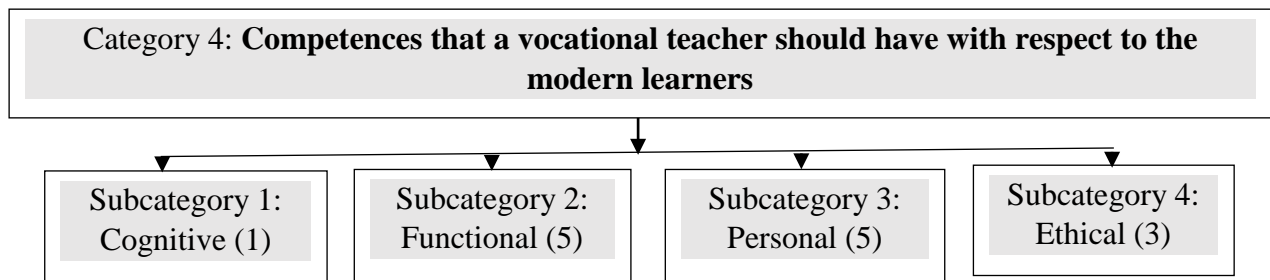 Category 4: Competences that a vocational teacher should have with respect to the
modern learners
Subcategory 1:
Cognitive (1)
Subcategory 2:
Functional (5)
Subcategory 3:
Personal (5)
Subcategory 4:
Ethical (3)